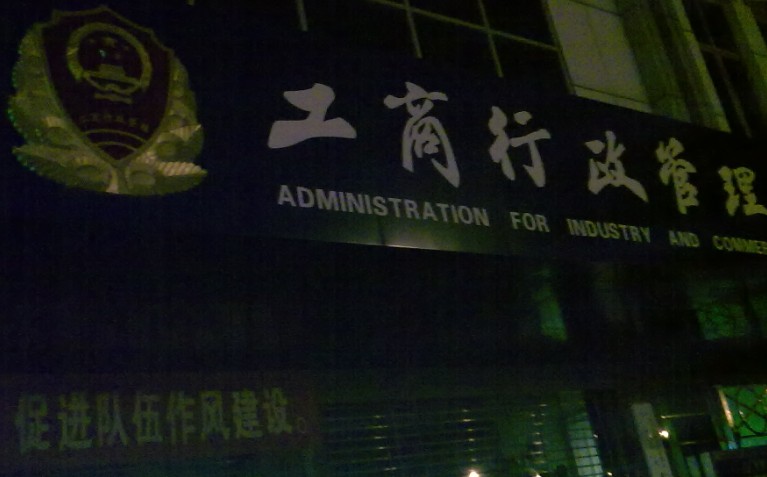 工商行政管理
ADMINISTRATION FOR INDUSTRY AND COMMER
促进队伍作风建设。